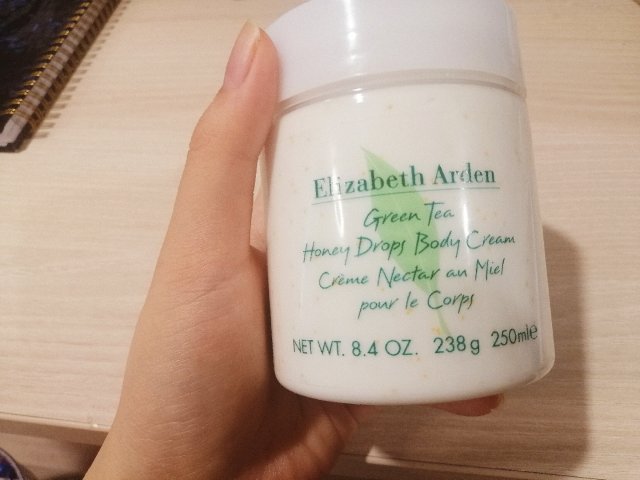 Elizabeth Arden
Green Tea
Honey Drops Body Cream
Crème Nectar au Miel
pour le Corps
NET WT. 8.4 OZ. 238g 250ml℮